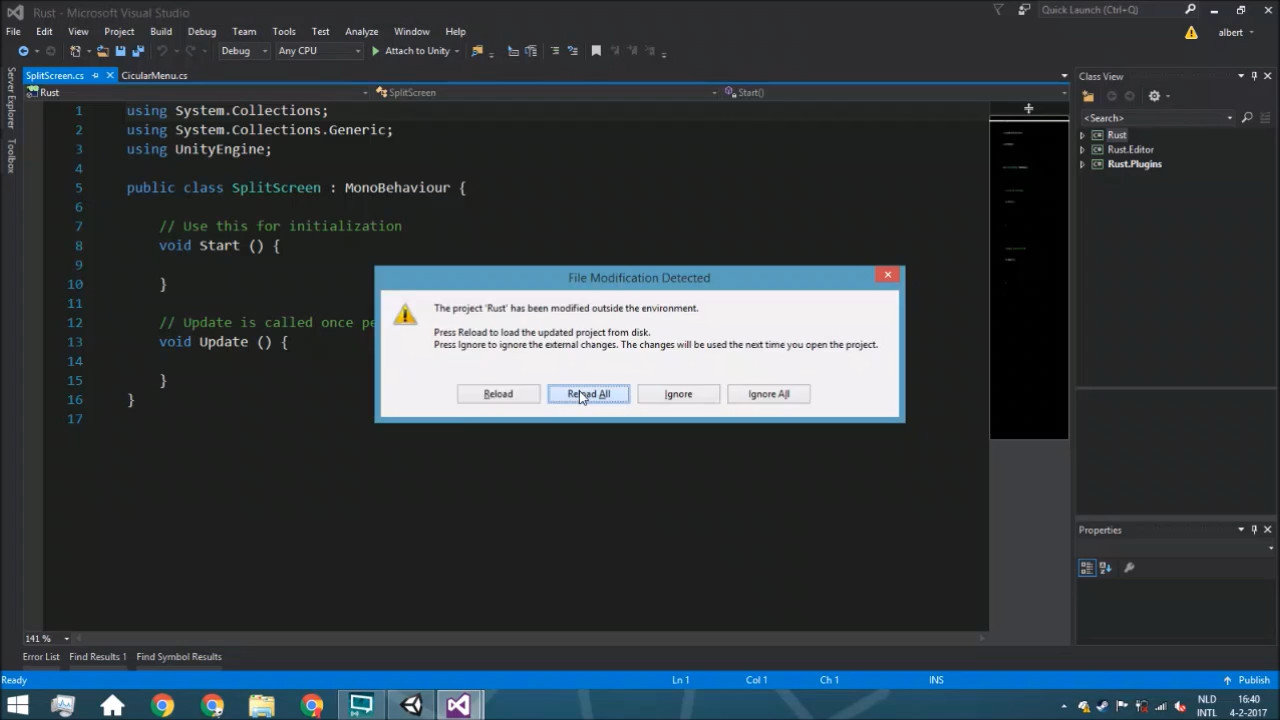 Rust - Microsoft Visual Studio
Quick Launch (Ctrl+Q)
File Edit View Project Build Debug Team Tools Test Analyze Window Help
albert
Debug Any CPU Attach to Unity
Server Explorer
Toolbox
SplitScreen.cs CicularMenu.cs
Rust SplitScreen Start()
1 using System.Collections;
2 using System.Collections.Generic;
3 using UnityEngine;
4
5 public class SplitScreen : MonoBehaviour {
6
7 // Use this for initialization
8 void Start () {
9
10 }
11
12 // Update is called once pe
13 void Update () {
14
15 }
16 }
17
File Modification Detected
The project 'Rust' has been modified outside the environment.
Press Reload to load the updated project from disk.
Press Ignore to ignore the external changes. The changes will be used the next time you open the project.
Reload Reload All Ignore Ignore All
Class View
<Search>
Rust
Rust.Editor
Rust.Plugins
Properties
141 %
Error List Find Results 1 Find Symbol Results
Ready Ln 1 Col 1 Ch 1 INS Publish
NLD 16:40
INTL 4-2-2017